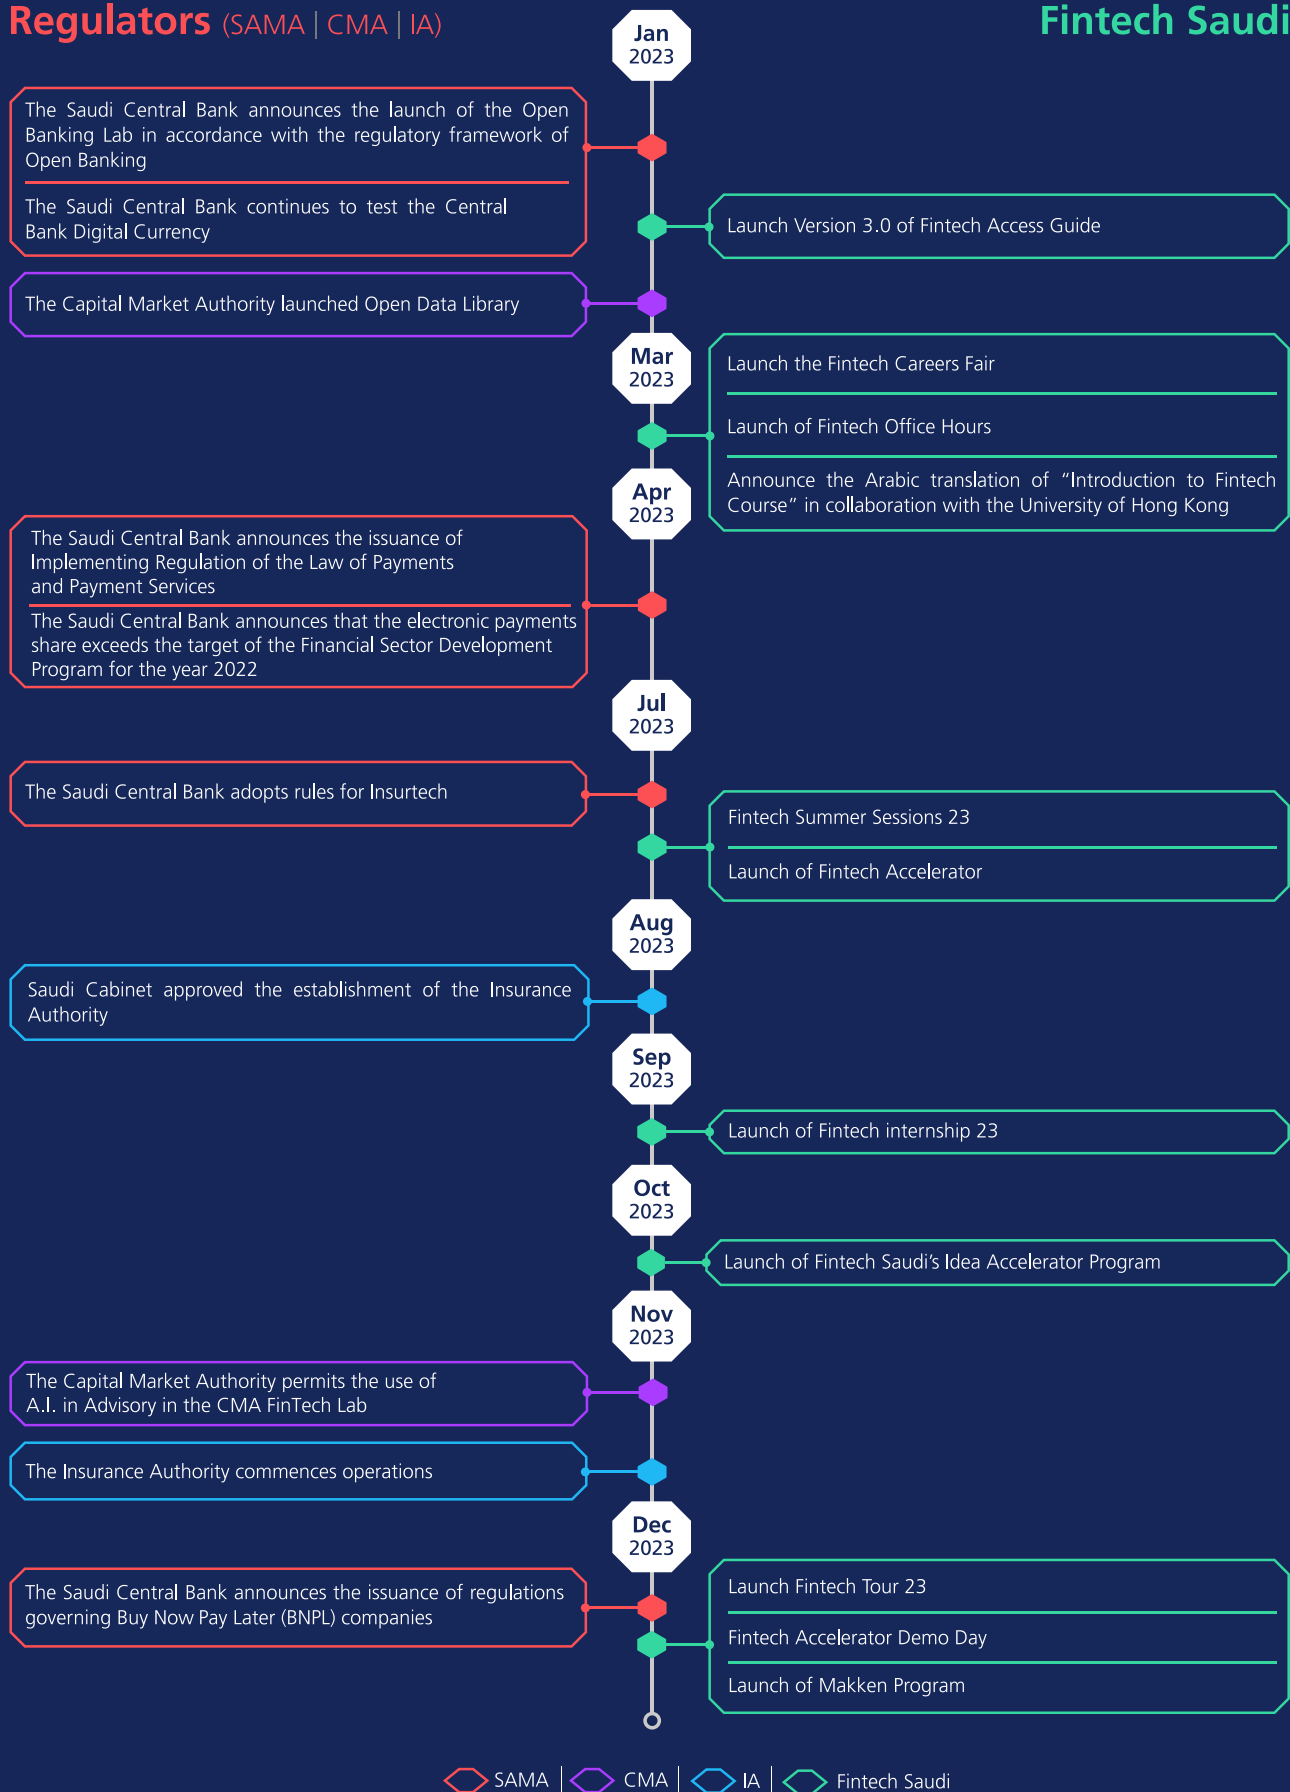 Regulators (SAMA | CMA | IA)
Fintech Saudi
Jan
2023
The Saudi Central Bank announces the launch of the Open
Banking Lab in accordance with the regulatory framework of
Open Banking
The Saudi Central Bank continues to test the Central
Bank Digital Currency
Launch Version 3.0 of Fintech Access Guide
The Capital Market Authority launched Open Data Library
Mar
2023
Launch the Fintech Careers Fair
Launch of Fintech Office Hours
Announce the Arabic translation of “Introduction to Fintech
Course” in collaboration with the University of Hong Kong
Apr
2023
The Saudi Central Bank announces the issuance of
Implementing Regulation of the Law of Payments
and Payment Services
The Saudi Central Bank announces that the electronic payments
share exceeds the target of the Financial Sector Development
Program for the year 2022
Jul
2023
The Saudi Central Bank adopts rules for Insurtech
Fintech Summer Sessions 23
Launch of Fintech Accelerator
Aug
2023
Saudi Cabinet approved the establishment of the Insurance
Authority
Sep
2023
Launch of Fintech internship 23
Oct
2023
Launch of Fintech Saudi’s Idea Accelerator Program
Nov
2023
The Capital Market Authority permits the use of
A.I. in Advisory in the CMA FinTech Lab
The Insurance Authority commences operations
Dec
2023
The Saudi Central Bank announces the issuance of regulations
governing Buy Now Pay Later (BNPL) companies
Launch Fintech Tour 23
Fintech Accelerator Demo Day
Launch of Makken Program
SAMA | CMA | IA | Fintech Saudi